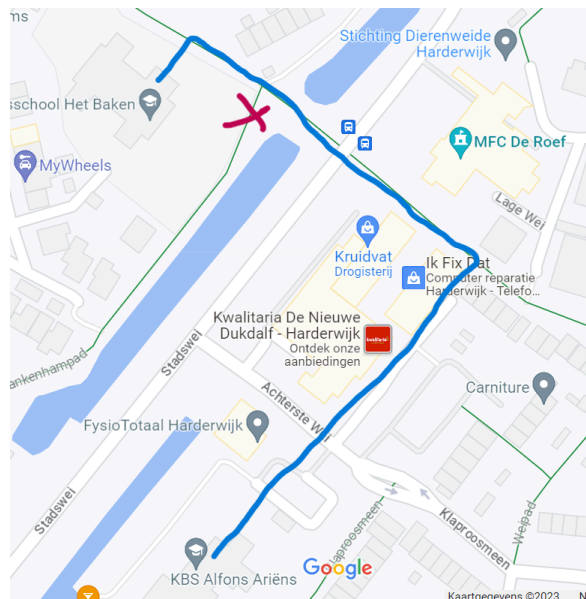 ms
Stichting Dierenweide
Harderwijk
sschool Het Baken
MFC De Roef
MyWheels
Lage Wei
Kruidvat
Drogisterij
Ik Fix Dat
Computer reparatie
Harderwijk - Telefo...
Kwalitaria De Nieuwe
Dukdalf - Harderwijk
Ontdek onze
aanbiedingen
Stadswei
ankenhampad
Achterste Wei
Carniture
FysioTotaal Harderwijk
Stadswei
Klaproosmeen
Klaproosmeen
Weipad
KBS Alfons Ariëns
Google
Kaartgegevens ©2023